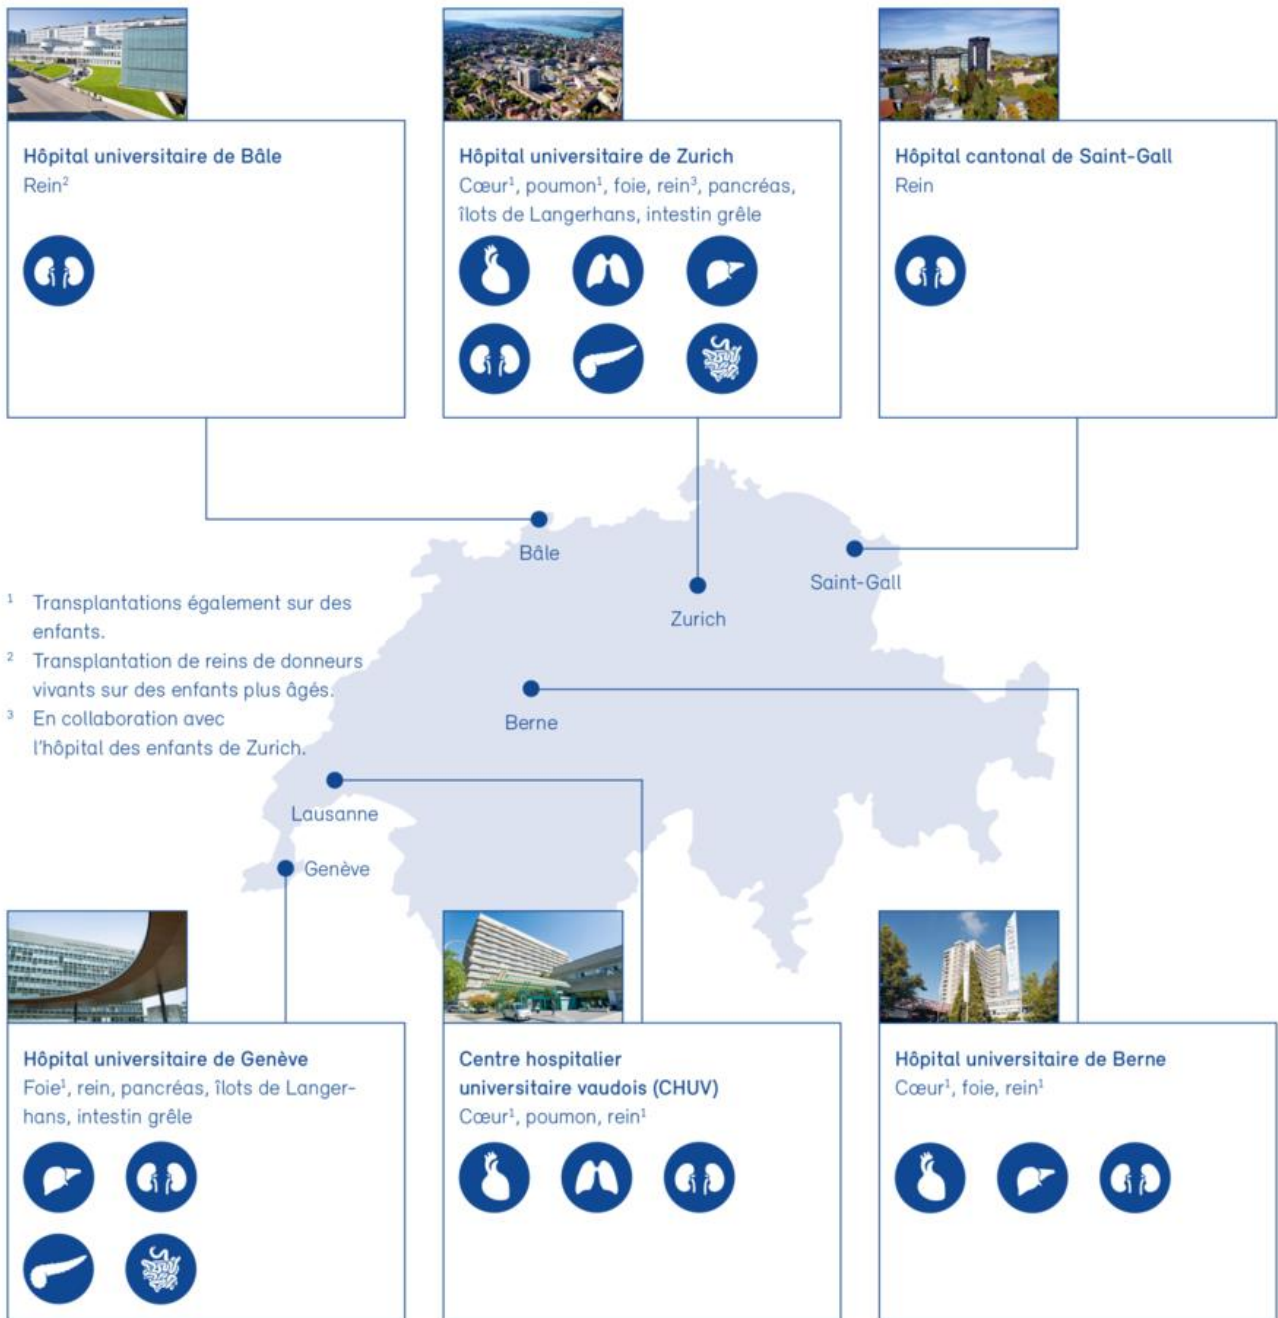 Hôpital universitaire de Bâle
Rein²
Hôpital universitaire de Zurich
Cœur¹, poumon¹, foie, rein³, pancréas,
îlots de Langerhans, intestin grêle
Hôpital cantonal de Saint-Gall
Rein
Bâle
Saint-Gall
Zurich
¹ Transplantations également sur des
enfants.
² Transplantation de reins de donneurs
vivants sur des enfants plus âgés.
³ En collaboration avec
l'hôpital des enfants de Zurich.
Berne
Lausanne
Genève
Hôpital universitaire de Genève
Foie¹, rein, pancréas, îlots de Langer-
hans, intestin grêle
Centre hospitalier
universitaire vaudois (CHUV)
Cœur¹, poumon, rein¹
Hôpital universitaire de Berne
Cœur¹, foie, rein¹